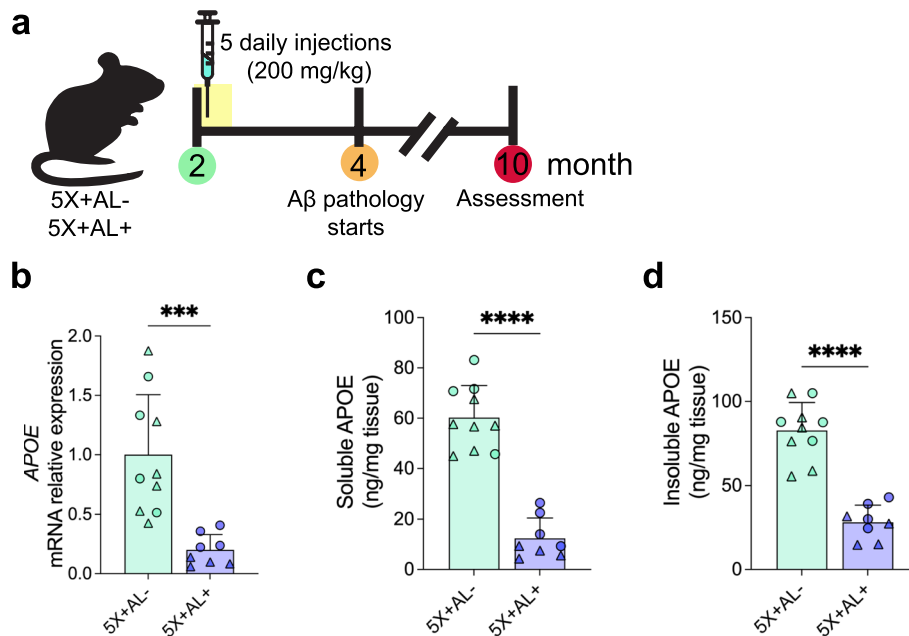 a
5 daily injections
(200 mg/kg)
2
4
10
month
5X+AL-
5X+AL+
Aβ pathology
starts
Assessment
b
***
APOE
mRNA relative expression
2.0
1.5
1.0
0.5
0.0
5X+AL-
5X+AL+
c
****
Soluble APOE
(ng/mg tissue)
100
80
60
40
20
0
5X+AL-
5X+AL+
d
****
Insoluble APOE
(ng/mg tissue)
150
100
50
0
5X+AL-
5X+AL+